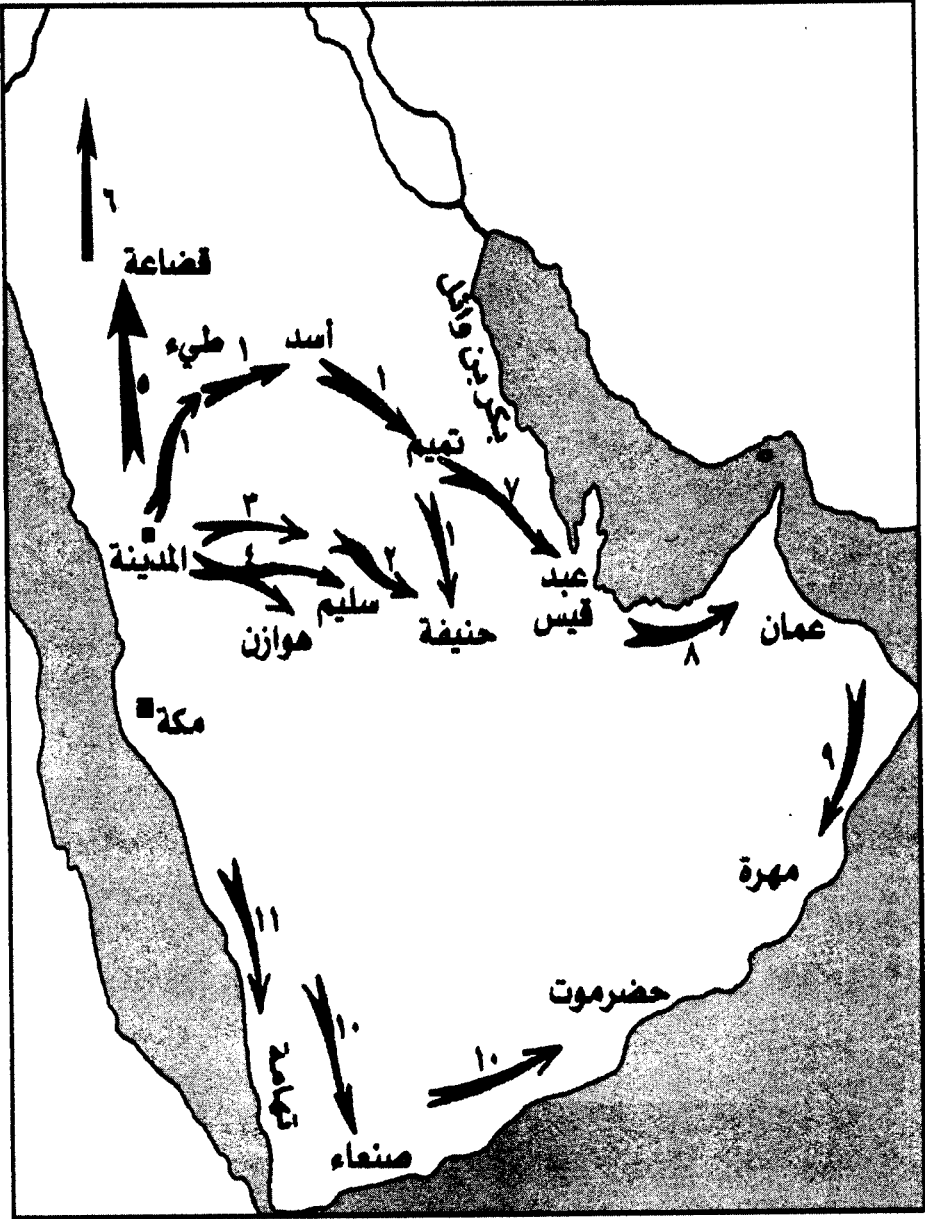 ٦
قضاعة
بكر بن وائل
أسد
طيء
١
١
٥
١
تميم
٧
٣
١
المدينة
٤
٢
عبد
قيس
سليم
هوازن
حنيفة
عمان
٨
مكة
٩
مهرة
١١
حضرموت
١٠
١٠
تهامة
صنعاء